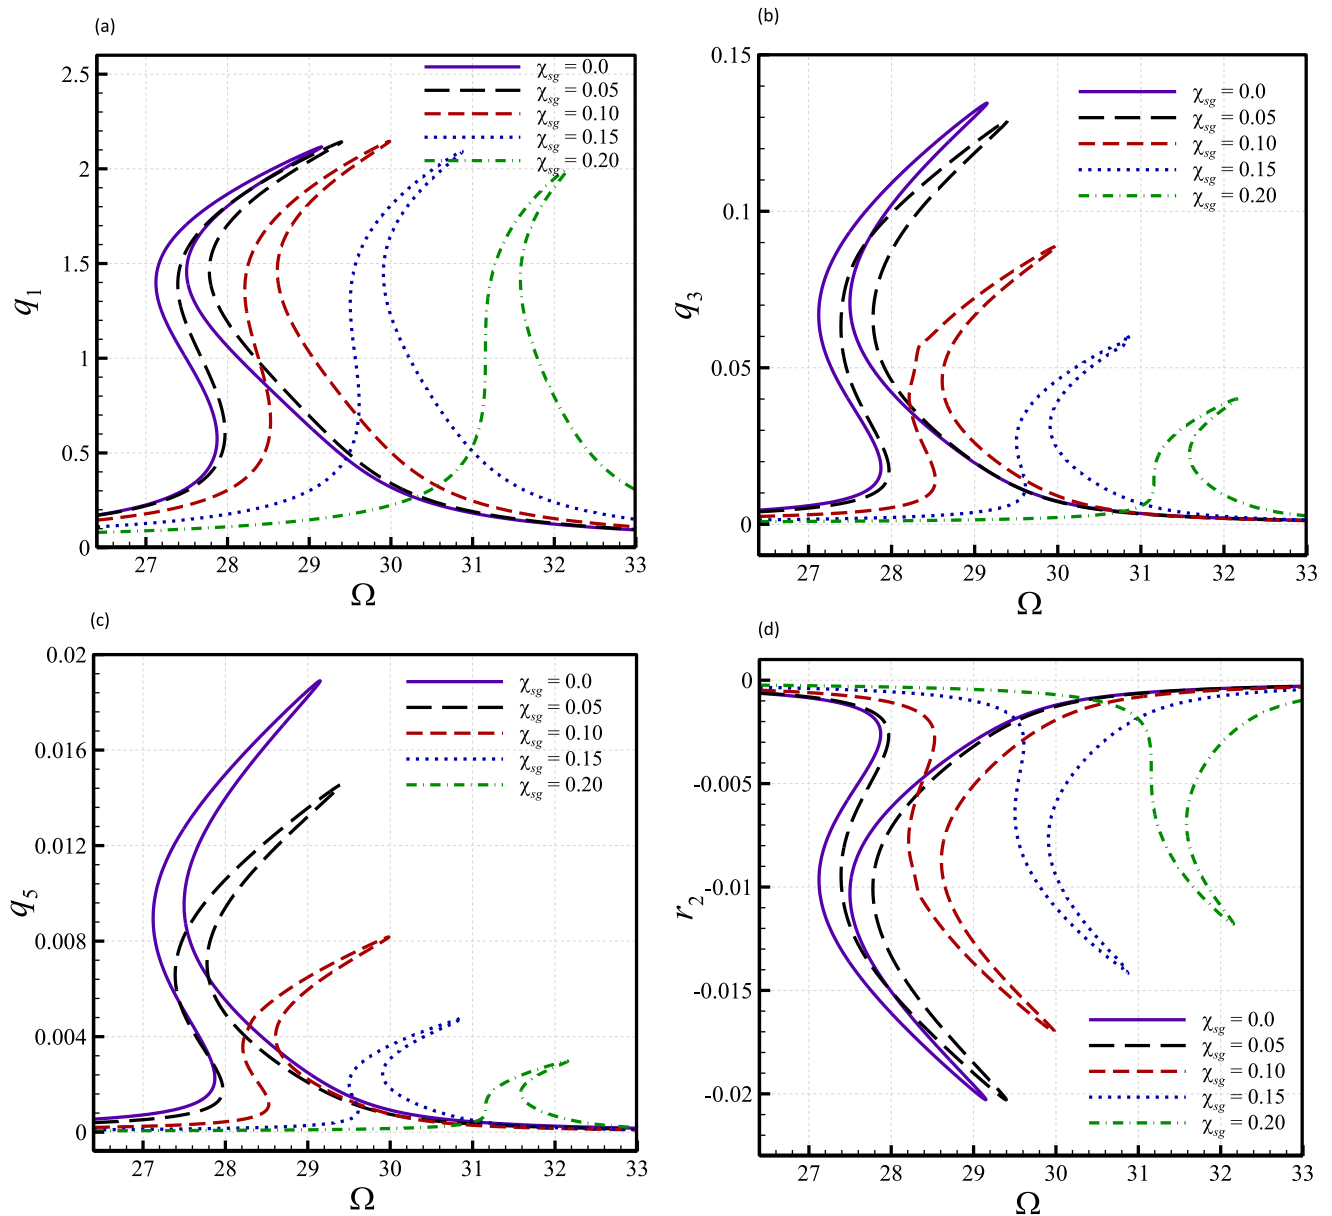 (a)
q₁
2.5
2
1.5
1
0.5
0
27 28 29 30 31 32 33
Ω
χsg = 0.0
χsg = 0.05
χsg = 0.10
χsg = 0.15
χsg = 0.20
(b)
q₃
0.15
0.1
0.05
0
27 28 29 30 31 32 33
Ω
χsg = 0.0
χsg = 0.05
χsg = 0.10
χsg = 0.15
χsg = 0.20
(c)
q₅
0.02
0.016
0.012
0.008
0.004
0
27 28 29 30 31 32 33
Ω
χsg = 0.0
χsg = 0.05
χsg = 0.10
χsg = 0.15
χsg = 0.20
(d)
r₂
0
-0.005
-0.01
-0.015
-0.02
27 28 29 30 31 32 33
Ω
χsg = 0.0
χsg = 0.05
χsg = 0.10
χsg = 0.15
χsg = 0.20